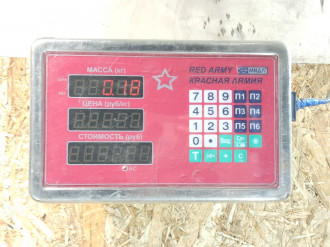 МАССА (кг)
RED ARMY МИДЛ
КРАСНАЯ АРМИЯ
0.18
ЦЕНА (руб/кг)
7 8 9 П1 П2
4 5 6 П3 П4
1 2 3 П5 П6
СТОИМОСТЬ (руб)
0
T C